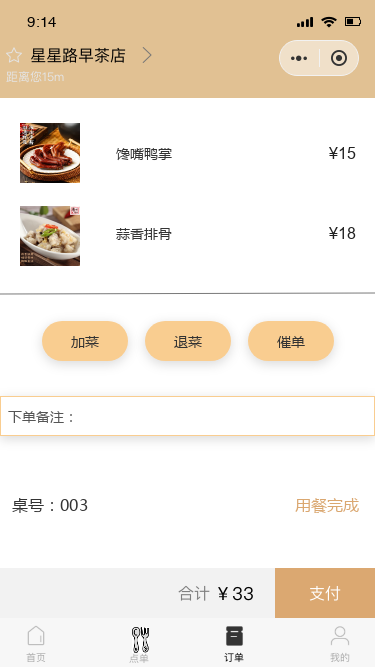 9:14
星星路早茶店
距离您15m
馋嘴鸭掌 ¥15
蒜香排骨 ¥18
加菜 退菜 催单
下单备注：
桌号：003 用餐完成
合计 ¥33 支付
首页 点单 订单 我的